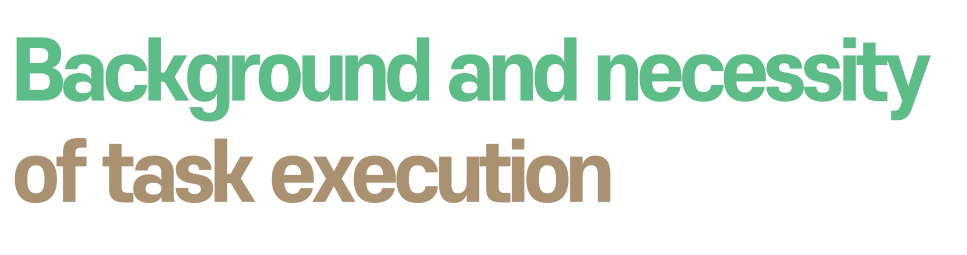 Background and necessity
of task execution